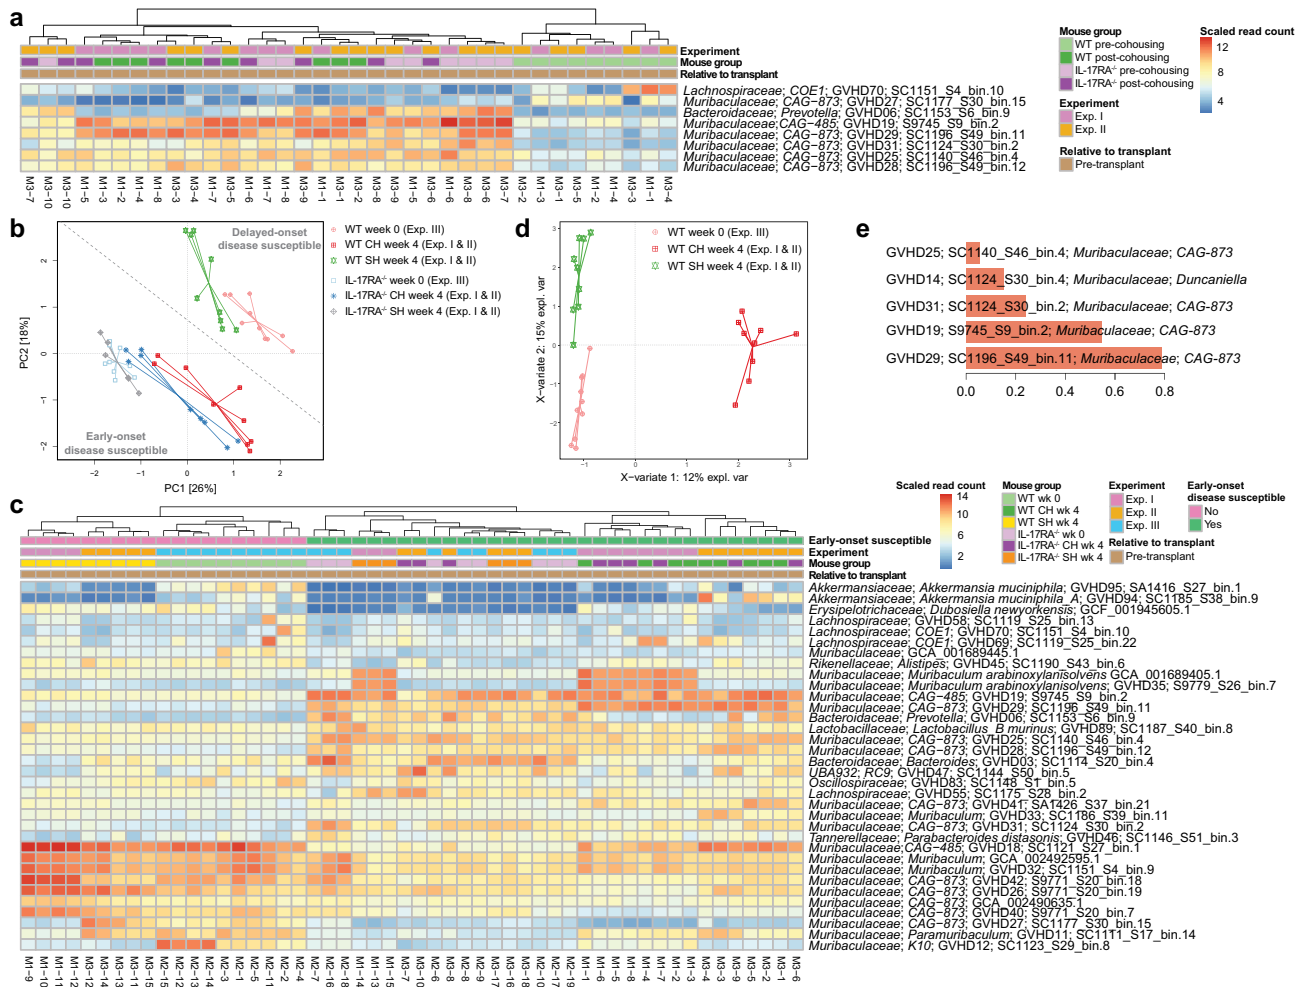 a
Experiment
Mouse group
Relative to transplant
Lachnospiraceae; COE1; GVHD70; SC1151_S4_bin.10
Muribaculaceae; CAG−873; GVHD27; SC1177_S30_bin.15
Bacteroidaceae; Prevotella; GVHD06; SC1153_S6_bin.9
Muribaculaceae;CAG−485; GVHD19; S9745_S9_bin.2
Muribaculaceae; CAG−873; GVHD29; SC1196_S49_bin.11
Muribaculaceae; CAG−873; GVHD31; SC1124_S30_bin.2
Muribaculaceae; CAG−873; GVHD25; SC1140_S46_bin.4
Muribaculaceae; CAG−873; GVHD28; SC1196_S49_bin.12
Mouse group
WT pre-cohousing
WT post-cohousing
IL-17RA-/- pre-cohousing
IL-17RA-/- post-cohousing
Experiment
Exp. I
Exp. II
Relative to transplant
Pre-transplant
Scaled read count
12
10
8
6
4
b
Delayed-onset
disease susceptible
Early-onset
disease susceptible
PC2 [18%]
2
1
0
−1
−2
−2
−1
0
1
2
PC1 [26%]
WT week 0 (Exp. III)
WT CH week 4 (Exp. I & II)
WT SH week 4 (Exp. I & II)
IL-17RA-/- week 0 (Exp. III)
IL-17RA-/- CH week 4 (Exp. I & II)
IL-17RA-/- SH week 4 (Exp. I & II)
d
WT week 0 (Exp. III)
WT CH week 4 (Exp. I & II)
WT SH week 4 (Exp. I & II)
X−variate 2: 15% expl. var
3
2
1
0
−1
−2
−1
0
1
2
3
X−variate 1: 12% expl. var
e
GVHD25; SC1140_S46_bin.4; Muribaculaceae; CAG-873
GVHD14; SC1124_S30_bin.4; Muribaculaceae; Duncaniella
GVHD31; SC1124_S30_bin.2; Muribaculaceae; CAG-873
GVHD19; S9745_S9_bin.2; Muribaculaceae; CAG-873
GVHD29; SC1196_S49_bin.11; Muribaculaceae; CAG-873
0.0
0.2
0.4
0.6
0.8
c
Scaled read count
14
10
6
2
Mouse group
WT wk 0
WT CH wk 4
WT SH wk 4
IL-17RA-/- wk 0
IL-17RA-/- CH wk 4
IL-17RA-/- SH wk 4
Experiment
Exp. I
Exp. II
Exp. III
Relative to transplant
Pre-transplant
Early-onset
disease susceptible
No
Yes
Early-onset susceptible
Experiment
Mouse group
Relative to transplant
Akkermansiaceae; Akkermansia muciniphila; GVHD95; SA1416_S27_bin.1
Akkermansiaceae; Akkermansia muciniphila_A; GVHD94; SC1185_S38_bin.9
Erysipelotrichaceae; Dubosiella newyorkensis; GCF_001945605.1
Lachnospiraceae; GVHD58; SC1119_S25_bin.13
Lachnospiraceae; COE1; GVHD70; SC1151_S4_bin.10
Lachnospiraceae; COE1; GVHD69; SC1119_S25_bin.22
Muribaculaceae; GCA_001689445.1
Rikenellaceae; Alistipes; GVHD45; SC1190_S43_bin.6
Muribaculaceae; Muribaculum arabinoxylanisolvens GCA_001689405.1
Muribaculaceae; Muribaculum arabinoxylanisolvens; GVHD35; S9779_S26_bin.7
Muribaculaceae; CAG−485; GVHD19; S9745_S9_bin.2
Muribaculaceae; CAG−873; GVHD29; SC1196_S49_bin.11
Bacteroidaceae; Prevotella; GVHD06; SC1153_S6_bin.9
Lactobacillaceae; Lactobacillus_B murinus; GVHD89; SC1187_S40_bin.8
Muribaculaceae; CAG−873; GVHD25; SC1140_S46_bin.4
Muribaculaceae; CAG−873; GVHD28; SC1196_S49_bin.12
Bacteroidaceae; Bacteroides; GVHD03; SC1114_S20_bin.4
UBA932; RC9; GVHD47; SC1144_S50_bin.5
Oscillospiraceae; GVHD83; SC1148_S1_bin.5
Lachnospiraceae; GVHD55; SC1175_S28_bin.2
Muribaculaceae; CAG−873; GVHD41; SA1426_S37_bin.21
Muribaculaceae; Muribaculum; GVHD33; SC1186_S39_bin.11
Muribaculaceae; CAG−873; GVHD31; SC1124_S30_bin.2
Tannerellaceae; Parabacteroides distasonis; GVHD46; SC1146_S51_bin.3
Muribaculaceae;CAG−485; GVHD18; SC1121_S27_bin.1
Muribaculaceae; Muribaculum; GCA_002492595.1
Muribaculaceae; Muribaculum; GVHD32; SC1151_S4_bin.9
Muribaculaceae; CAG−873; GVHD42; S9771_S20_bin.18
Muribaculaceae; CAG−873; GVHD26; S9771_S20_bin.19
Muribaculaceae; CAG−873; GCA_002490635.1
Muribaculaceae; CAG−873; GVHD40; S9771_S20_bin.7
Muribaculaceae; CAG−873; GVHD27; SC1177_S30_bin.15
Muribaculaceae; Paramuribaculum; GVHD11; SC1111_S17_bin.14
Muribaculaceae; K10; GVHD12; SC1123_S29_bin.8